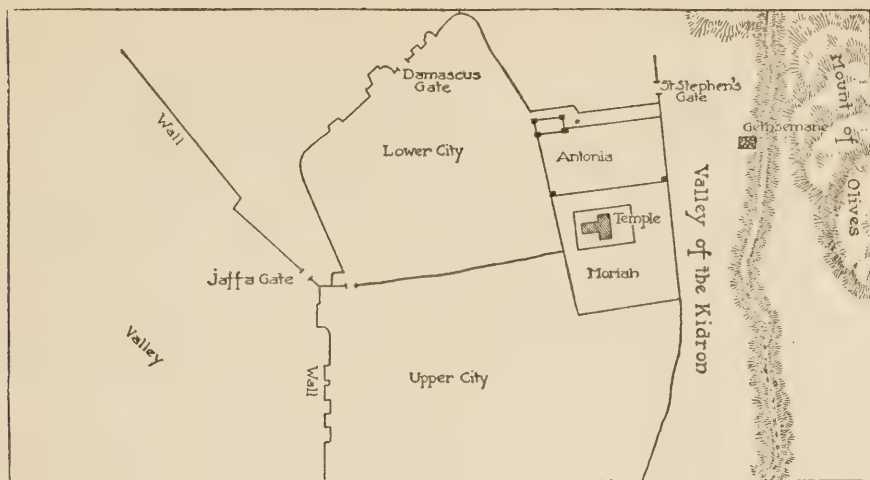 Damascus
Gate
St. Stephen's
Gate
Mount of
Olives
Wall
Lower City
Antonia
Gethsemane
Temple
Valley of the Kidron
Jaffa Gate
Moriah
Valley
Wall
Upper City